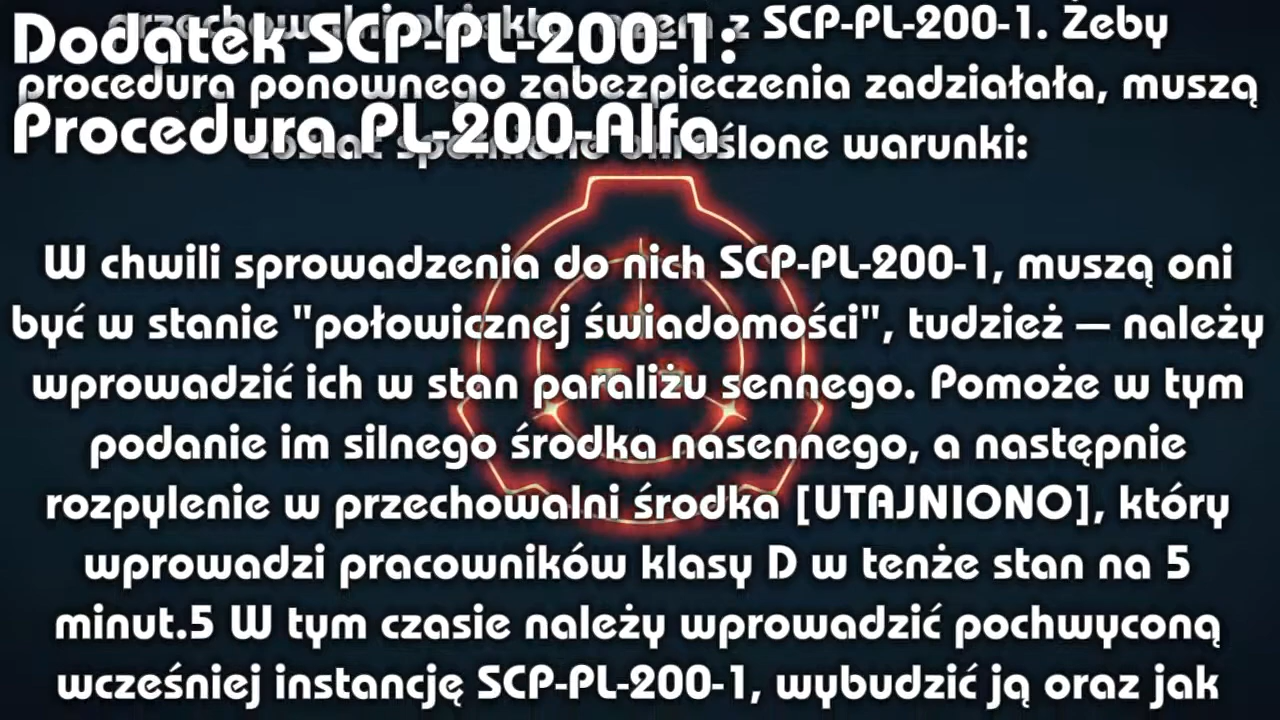 Dodatek SCP-PL-200-1:
Procedura PL-200-Alfa
z SCP-PL-200-1. Żeby
procedura ponownego zabezpieczenia zadziałała, muszą
określone warunki:
W chwili sprowadzenia do nich SCP-PL-200-1, muszą oni
być w stanie "połowicznej świadomości", tudzież — należy
wprowadzić ich w stan paraliżu sennego. Pomoże w tym
podanie im silnego środka nasennego, a następnie
rozpylenie w przechowalni środka [UTAJNIONO], który
wprowadzi pracowników klasy D w tenże stan na 5
minut.5 W tym czasie należy wprowadzić pochwyconą
wcześniej instancję SCP-PL-200-1, wybudzić ją oraz jak